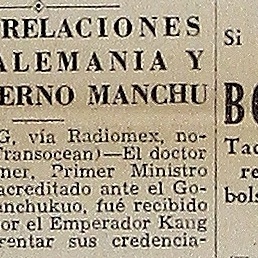 RELACIONES
ALEMANIA Y
ERNO MANCHU
G, vía Radiomex, no-
Transocean)—El doctor
ner, Primer Ministro
acreditado ante el Go-
anchukuo, fué recibido
or el Emperador Kang
entar sus credencia-
Si
BO
Tac
re
bols